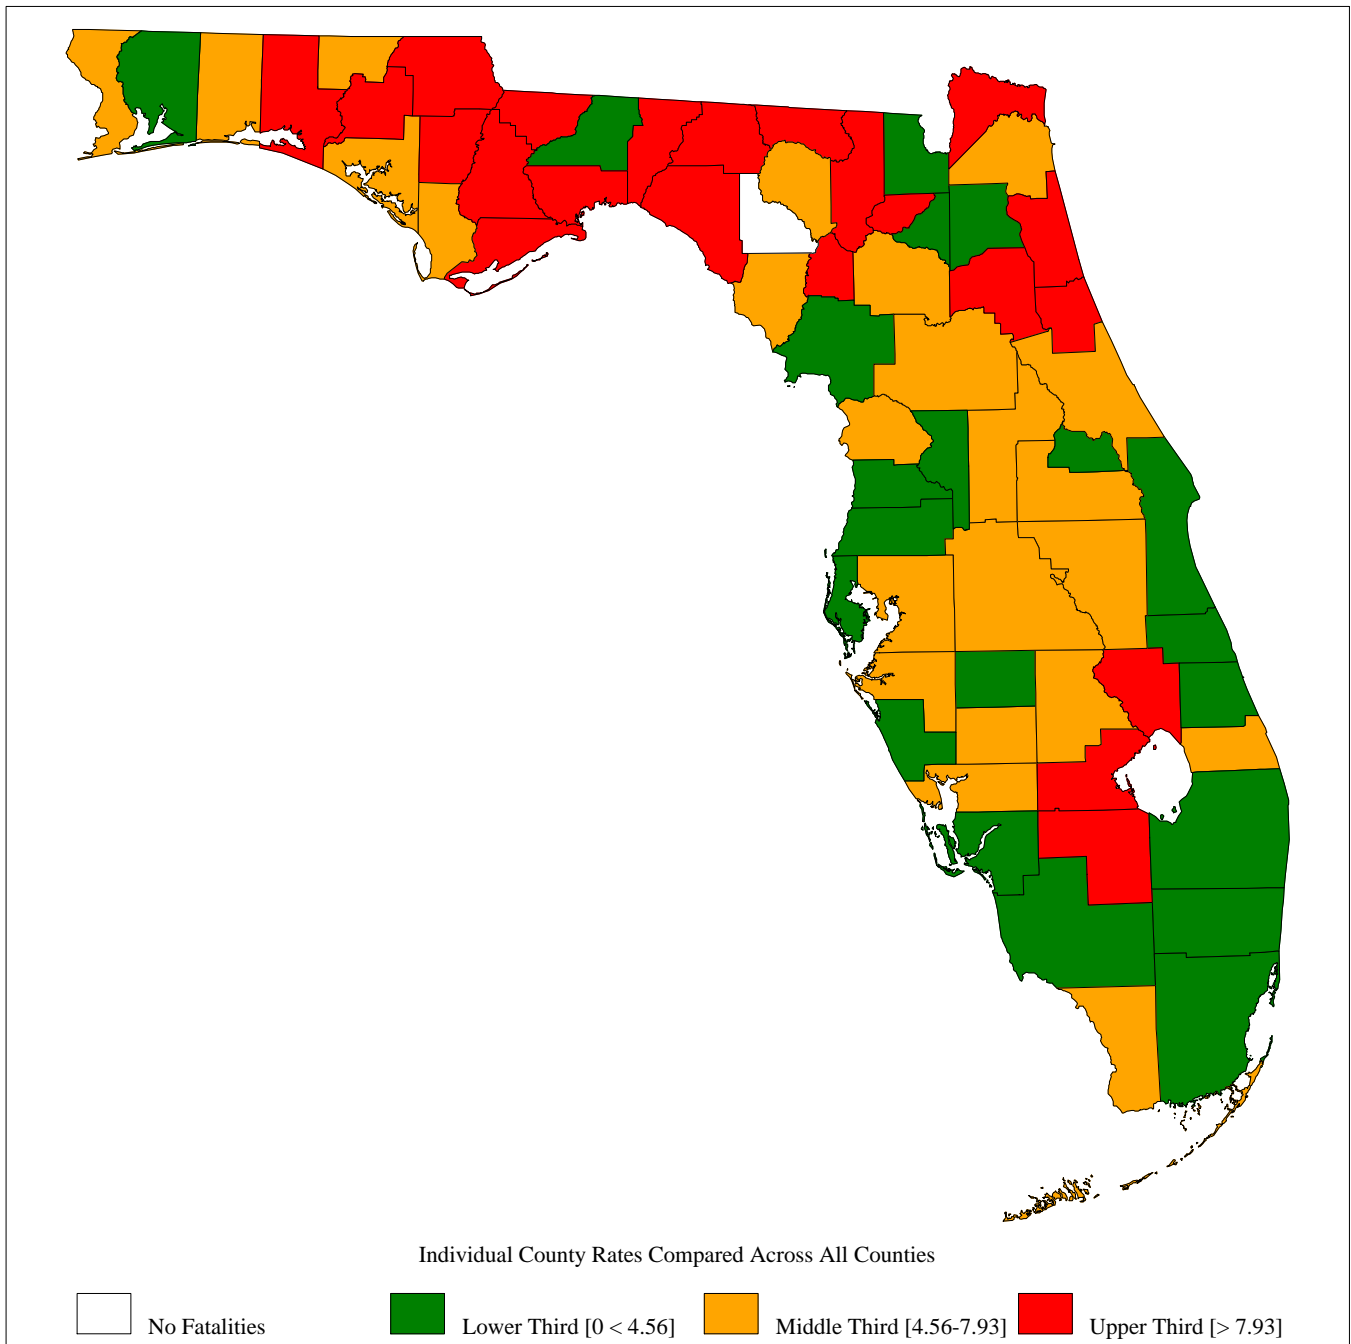 Individual County Rates Compared Across All Counties
No Fatalities Lower Third [0 < 4.56] Middle Third [4.56-7.93] Upper Third [> 7.93]